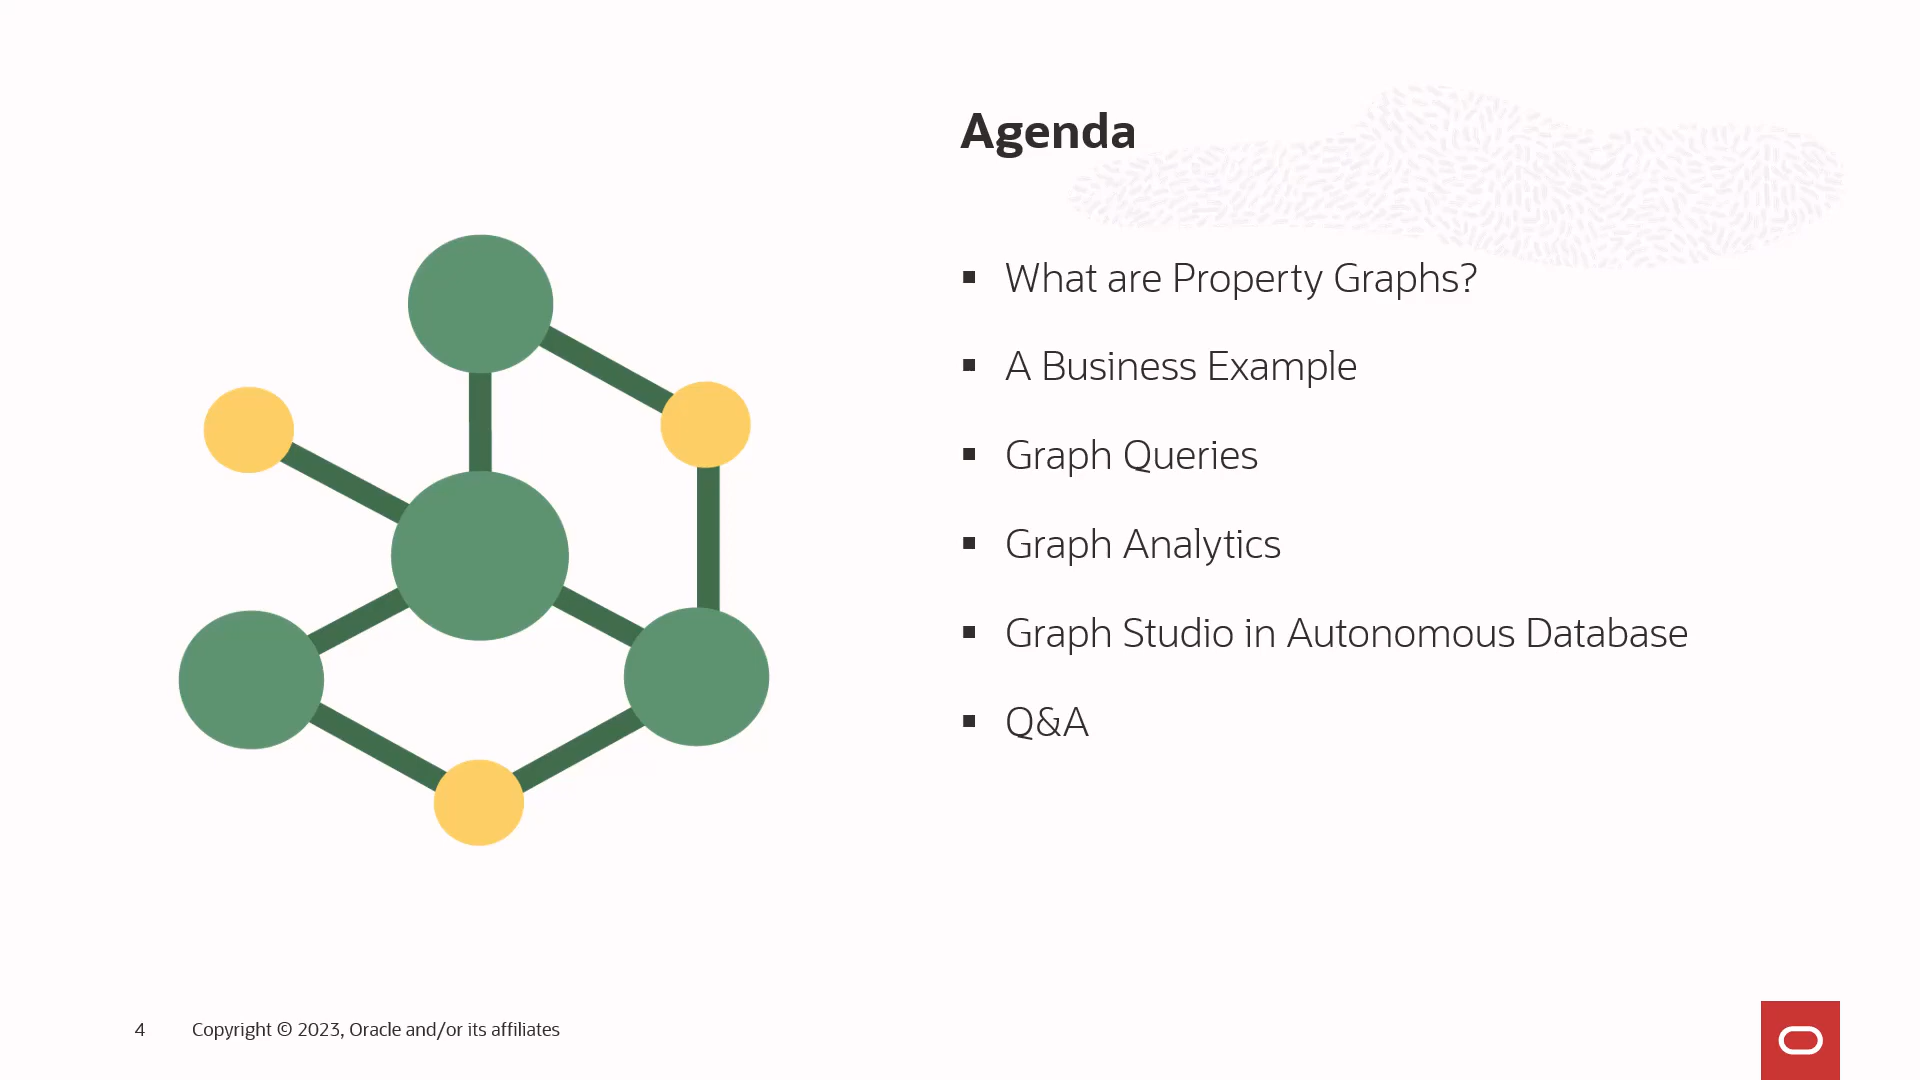 Agenda
▪ What are Property Graphs?
▪ A Business Example
▪ Graph Queries
▪ Graph Analytics
▪ Graph Studio in Autonomous Database
▪ Q&A
4 Copyright © 2023, Oracle and/or its affiliates